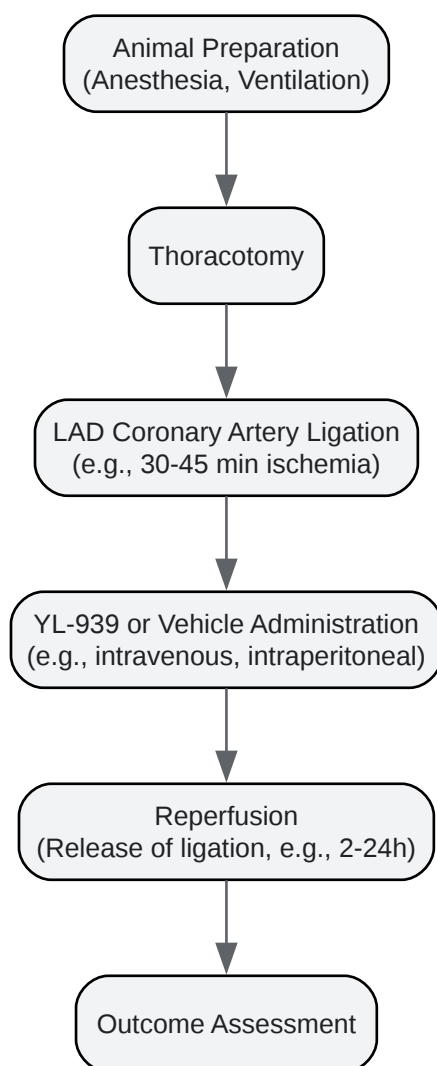 Animal Preparation
(Anesthesia, Ventilation)
Thoracotomy
LAD Coronary Artery Ligation
(e.g., 30-45 min ischemia)
YL-939 or Vehicle Administration
(e.g., intravenous, intraperitoneal)
Reperfusion
(Release of ligation, e.g., 2-24h)
Outcome Assessment